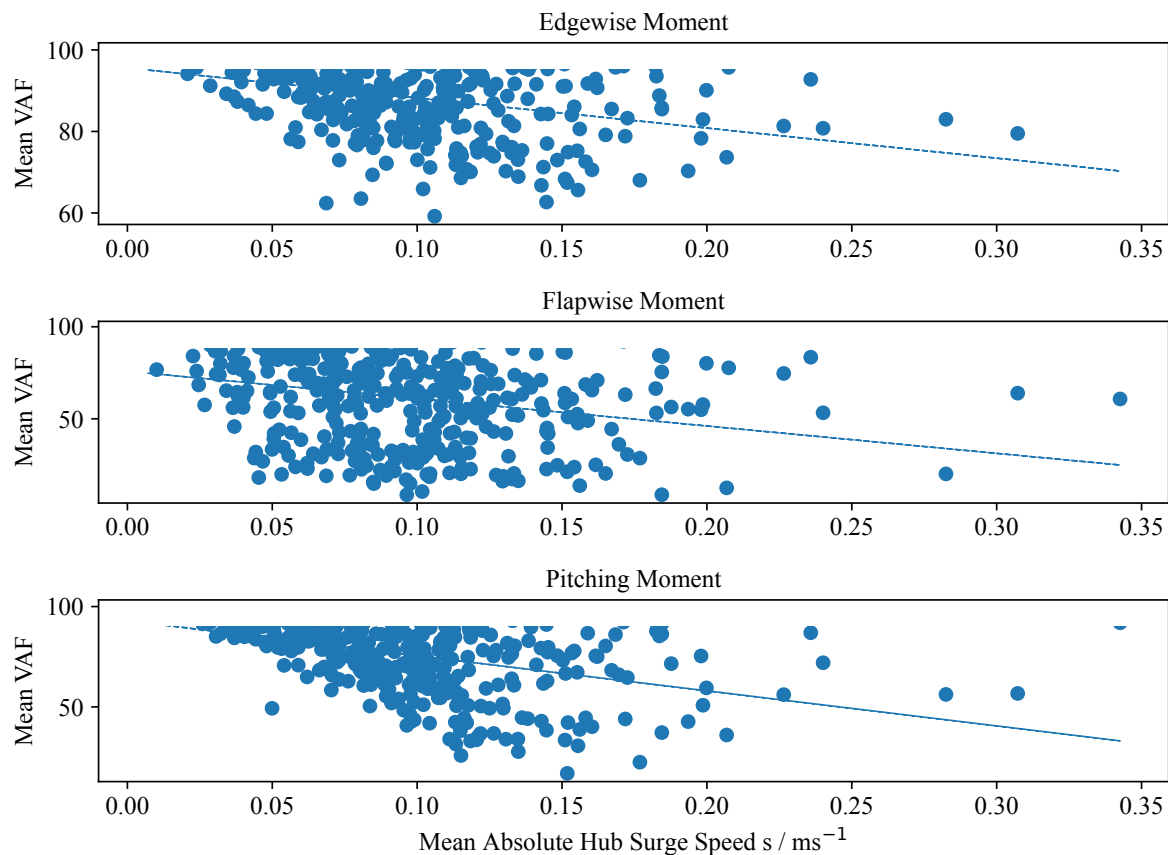 Edgewise Moment
100
80
60
Mean VAF
0.00 0.05 0.10 0.15 0.20 0.25 0.30 0.35
Flapwise Moment
100
50
Mean VAF
0.00 0.05 0.10 0.15 0.20 0.25 0.30 0.35
Pitching Moment
100
50
Mean VAF
0.00 0.05 0.10 0.15 0.20 0.25 0.30 0.35
Mean Absolute Hub Surge Speed s / ms⁻¹